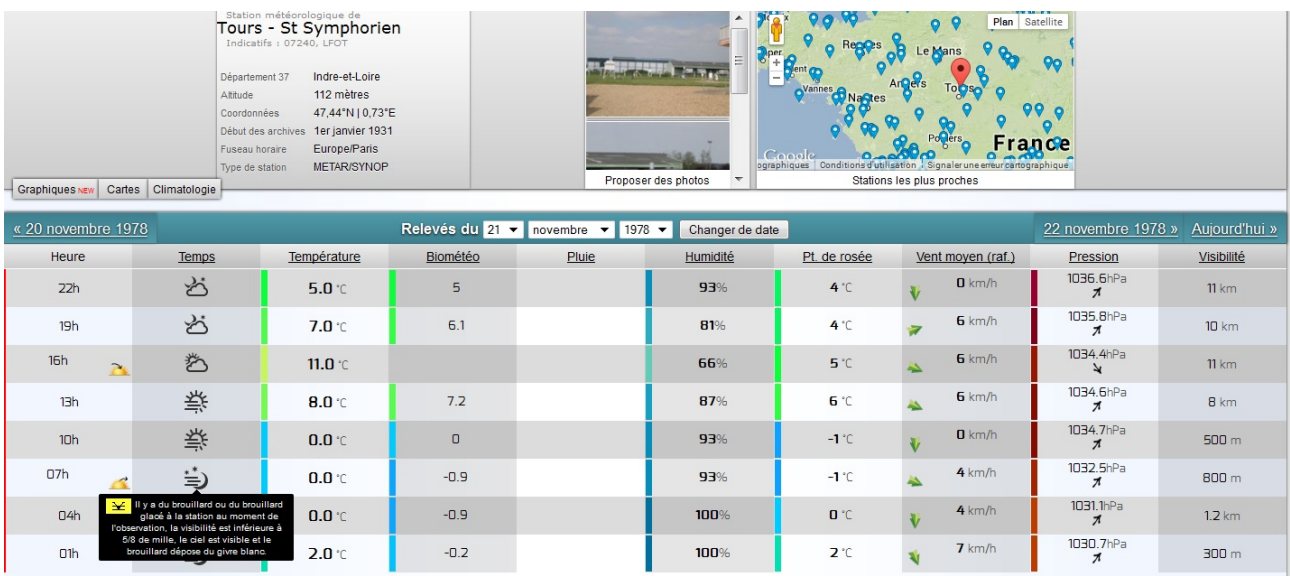 Station météorologique de
Tours - St Symphorien
Indicatifs : 07240, LFOT
Département 37 Indre-et-Loire
Altitude 112 mètres
Coordonnées 47,44°N | 0,73°E
Début des archives 1er janvier 1931
Fuseau horaire Europe/Paris
Type de station METAR/SYNOP
Proposer des photos
Plan Satellite
Rennes
Le Mans
Vannes
Angers
Tours
Nantes
Poitiers
France
Google
ographiques Conditions d'utilisation Signaler une erreur cartographique
Stations les plus proches
Graphiques NEW Cartes Climatologie
« 20 novembre 1978 Relevés du 21 novembre 1978 Changer de date 22 novembre 1978 » Aujourd'hui »
Heure Temps Température Biométéo Pluie Humidité Pt. de rosée Vent moyen (raf.) Pression Visibilité
22h 5.0 °C 5 93% 4 °C 0 km/h 1036.6hPa 11 km
19h 7.0 °C 6.1 81% 4 °C 6 km/h 1035.8hPa 10 km
16h 11.0 °C 66% 5 °C 6 km/h 1034.4hPa 11 km
13h 8.0 °C 7.2 87% 6 °C 6 km/h 1034.6hPa 8 km
10h 0.0 °C 0 93% -1 °C 0 km/h 1034.7hPa 500 m
07h 0.0 °C -0.9 93% -1 °C 4 km/h 1032.5hPa 800 m
04h 0.0 °C -0.9 100% 0 °C 4 km/h 1031.1hPa 1.2 km
01h 2.0 °C -0.2 100% 2 °C 7 km/h 1030.7hPa 300 m
Il y a du brouillard ou du brouillard
glacé à la station au moment de
l'observation, la visibilité est inférieure à
5/8 de mille, le ciel est visible et le
brouillard dépose du givre blanc.